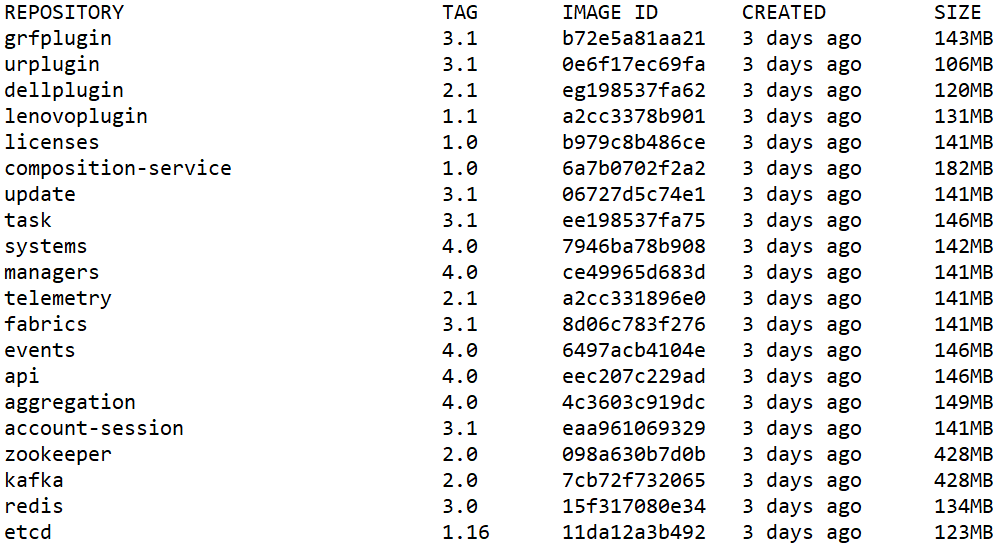 REPOSITORY TAG IMAGE ID CREATED SIZE
grfplugin 3.1 b72e5a81aa21 3 days ago 143MB
urplugin 3.1 0e6f17ec69fa 3 days ago 106MB
dellplugin 2.1 eg198537fa62 3 days ago 120MB
lenovoplugin 1.1 a2cc3378b901 3 days ago 131MB
licenses 1.0 b979c8b486ce 3 days ago 141MB
composition-service 1.0 6a7b0702f2a2 3 days ago 182MB
update 3.1 06727d5c74e1 3 days ago 141MB
task 3.1 ee198537fa75 3 days ago 146MB
systems 4.0 7946ba78b908 3 days ago 142MB
managers 4.0 ce49965d683d 3 days ago 141MB
telemetry 2.1 a2cc331896e0 3 days ago 141MB
fabrics 3.1 8d06c783f276 3 days ago 141MB
events 4.0 6497acb4104e 3 days ago 146MB
api 4.0 eec207c229ad 3 days ago 146MB
aggregation 4.0 4c3603c919dc 3 days ago 149MB
account-session 3.1 eaa961069329 3 days ago 141MB
zookeeper 2.0 098a630b7d0b 3 days ago 428MB
kafka 2.0 7cb72f732065 3 days ago 428MB
redis 3.0 15f317080e34 3 days ago 134MB
etcd 1.16 11da12a3b492 3 days ago 123MB